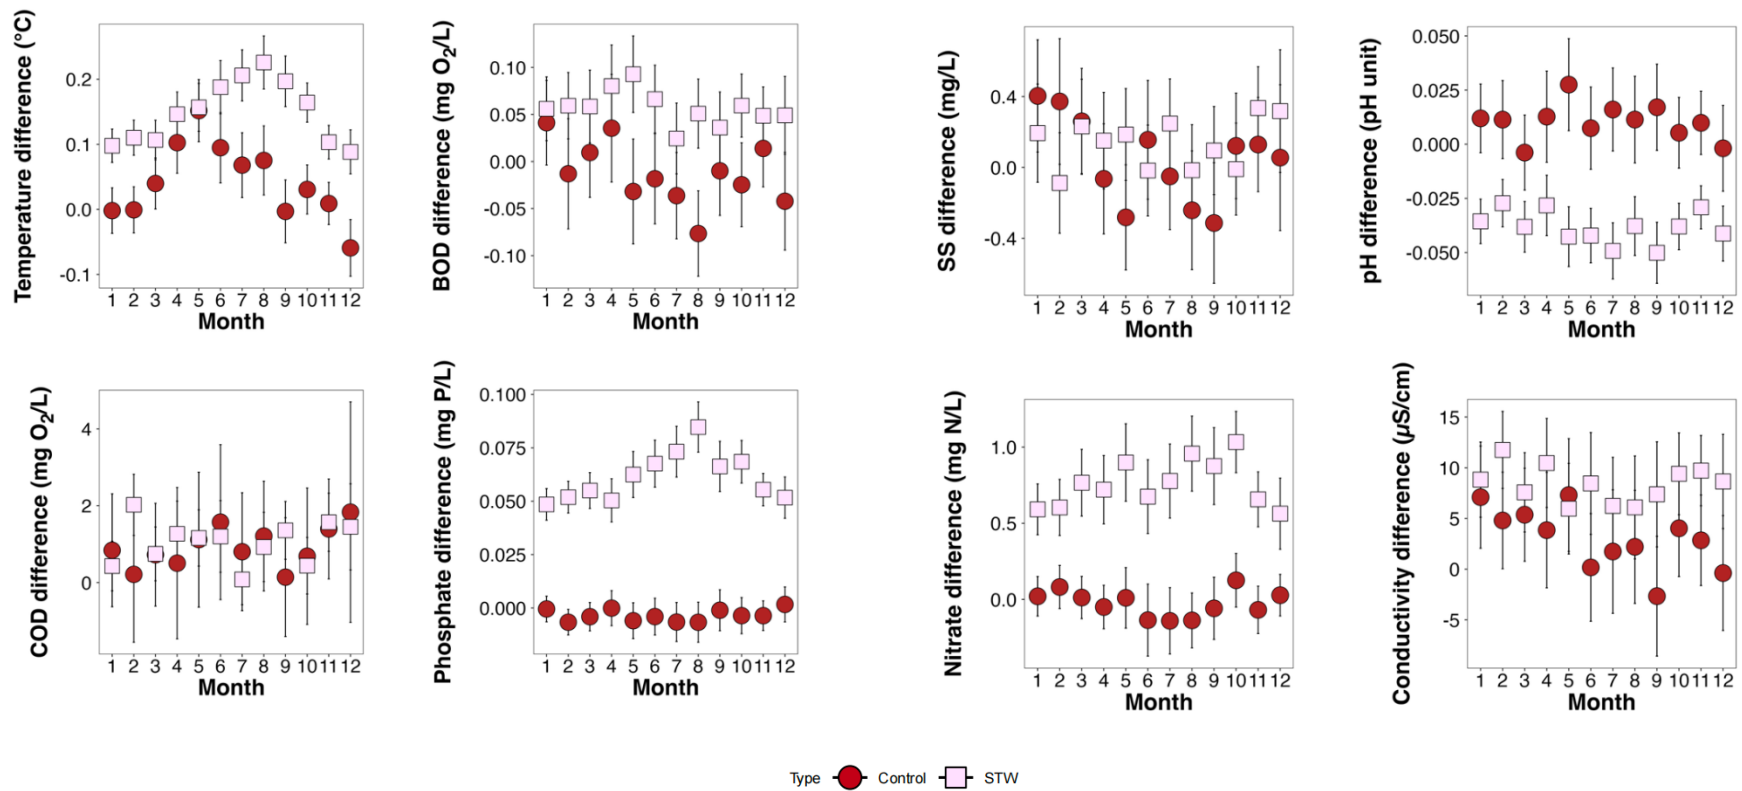 Temperature difference (°C)
0.2
0.1
0.0
-0.1
1 2 3 4 5 6 7 8 9 10 11 12
Month
BOD difference (mg O2/L)
0.10
0.05
0.00
-0.05
-0.10
1 2 3 4 5 6 7 8 9 10 11 12
Month
SS difference (mg/L)
0.4
0.0
-0.4
1 2 3 4 5 6 7 8 9 10 11 12
Month
pH difference (pH unit)
0.050
0.025
0.000
-0.025
-0.050
1 2 3 4 5 6 7 8 9 10 11 12
Month
COD difference (mg O2/L)
4
2
0
1 2 3 4 5 6 7 8 9 10 11 12
Month
Phosphate difference (mg P/L)
0.100
0.075
0.050
0.025
0.000
1 2 3 4 5 6 7 8 9 10 11 12
Month
Nitrate difference (mg N/L)
1.0
0.5
0.0
1 2 3 4 5 6 7 8 9 10 11 12
Month
Conductivity difference (µS/cm)
15
10
5
0
-5
1 2 3 4 5 6 7 8 9 10 11 12
Month
Type Control STW